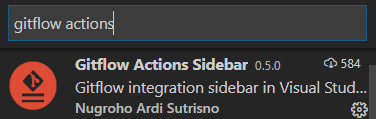 gitflow actions
Gitflow Actions Sidebar 0.5.0 584
Gitflow integration sidebar in Visual Stud...
Nugroho Ardi Sutrisno